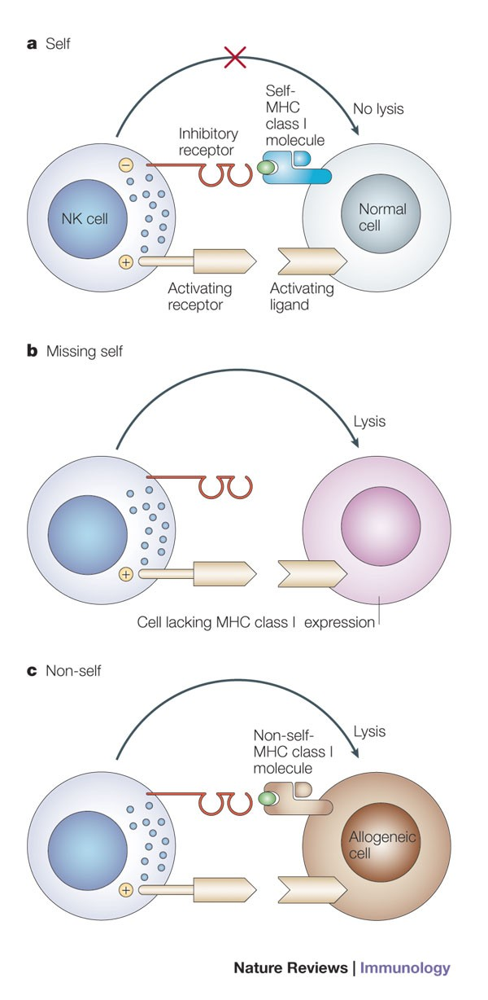 a Self
Self-
MHC
class I
molecule
No lysis
Inhibitory
receptor
−
NK cell
Normal
cell
+
Activating
receptor
Activating
ligand
b Missing self
Lysis
+
Cell lacking MHC class I expression
c Non-self
Non-self-
MHC class I
molecule
Lysis
Allogeneic
cell
+
Nature Reviews | Immunology